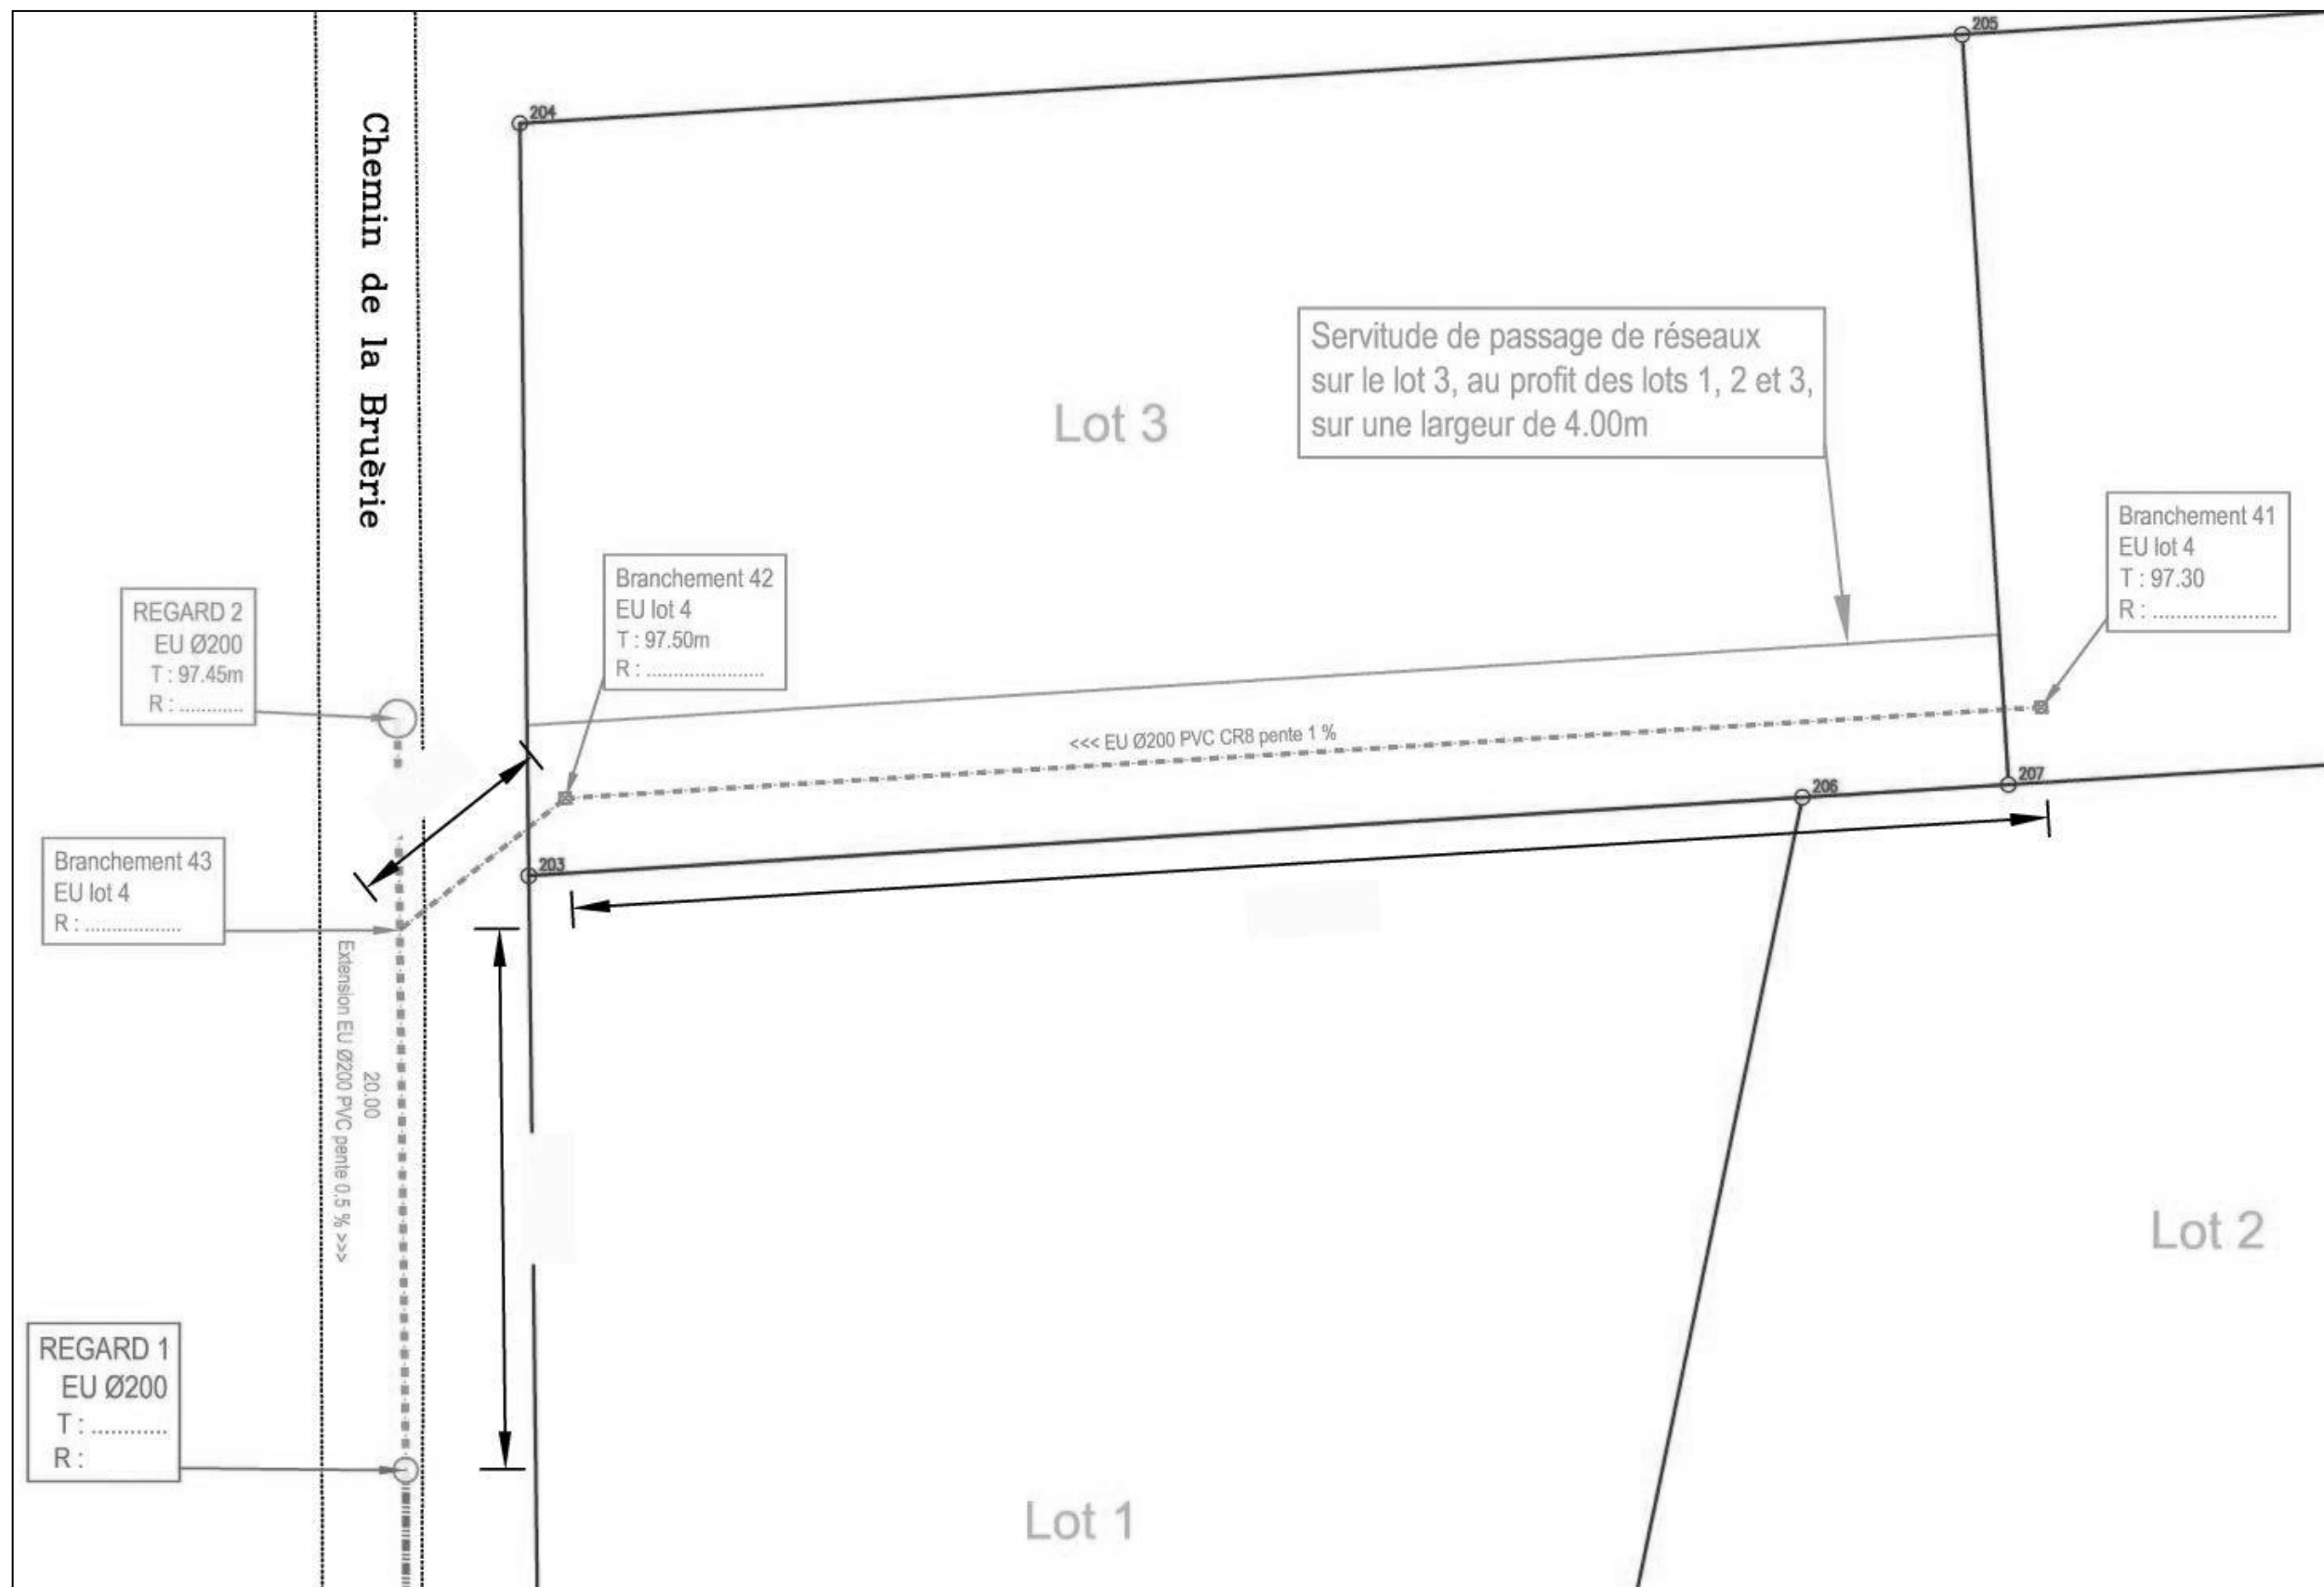 205
204
Chemin de la Bruèrie
Servitude de passage de réseaux
sur le lot 3, au profit des lots 1, 2 et 3,
sur une largeur de 4.00m
Lot 3
Branchement 41
EU lot 4
T : 97.30
R : .....................
Branchement 42
EU lot 4
T : 97.50m
R : ....................
REGARD 2
EU Ø200
T : 97.45m
R : ...........
<<< EU Ø200 PVC CR8 pente 1 %
207
206
203
Branchement 43
EU lot 4
R : .................
20.00
Extension EU Ø200 PVC pente 0.5 % >>>
Lot 2
REGARD 1
EU Ø200
T : ............
R :
Lot 1